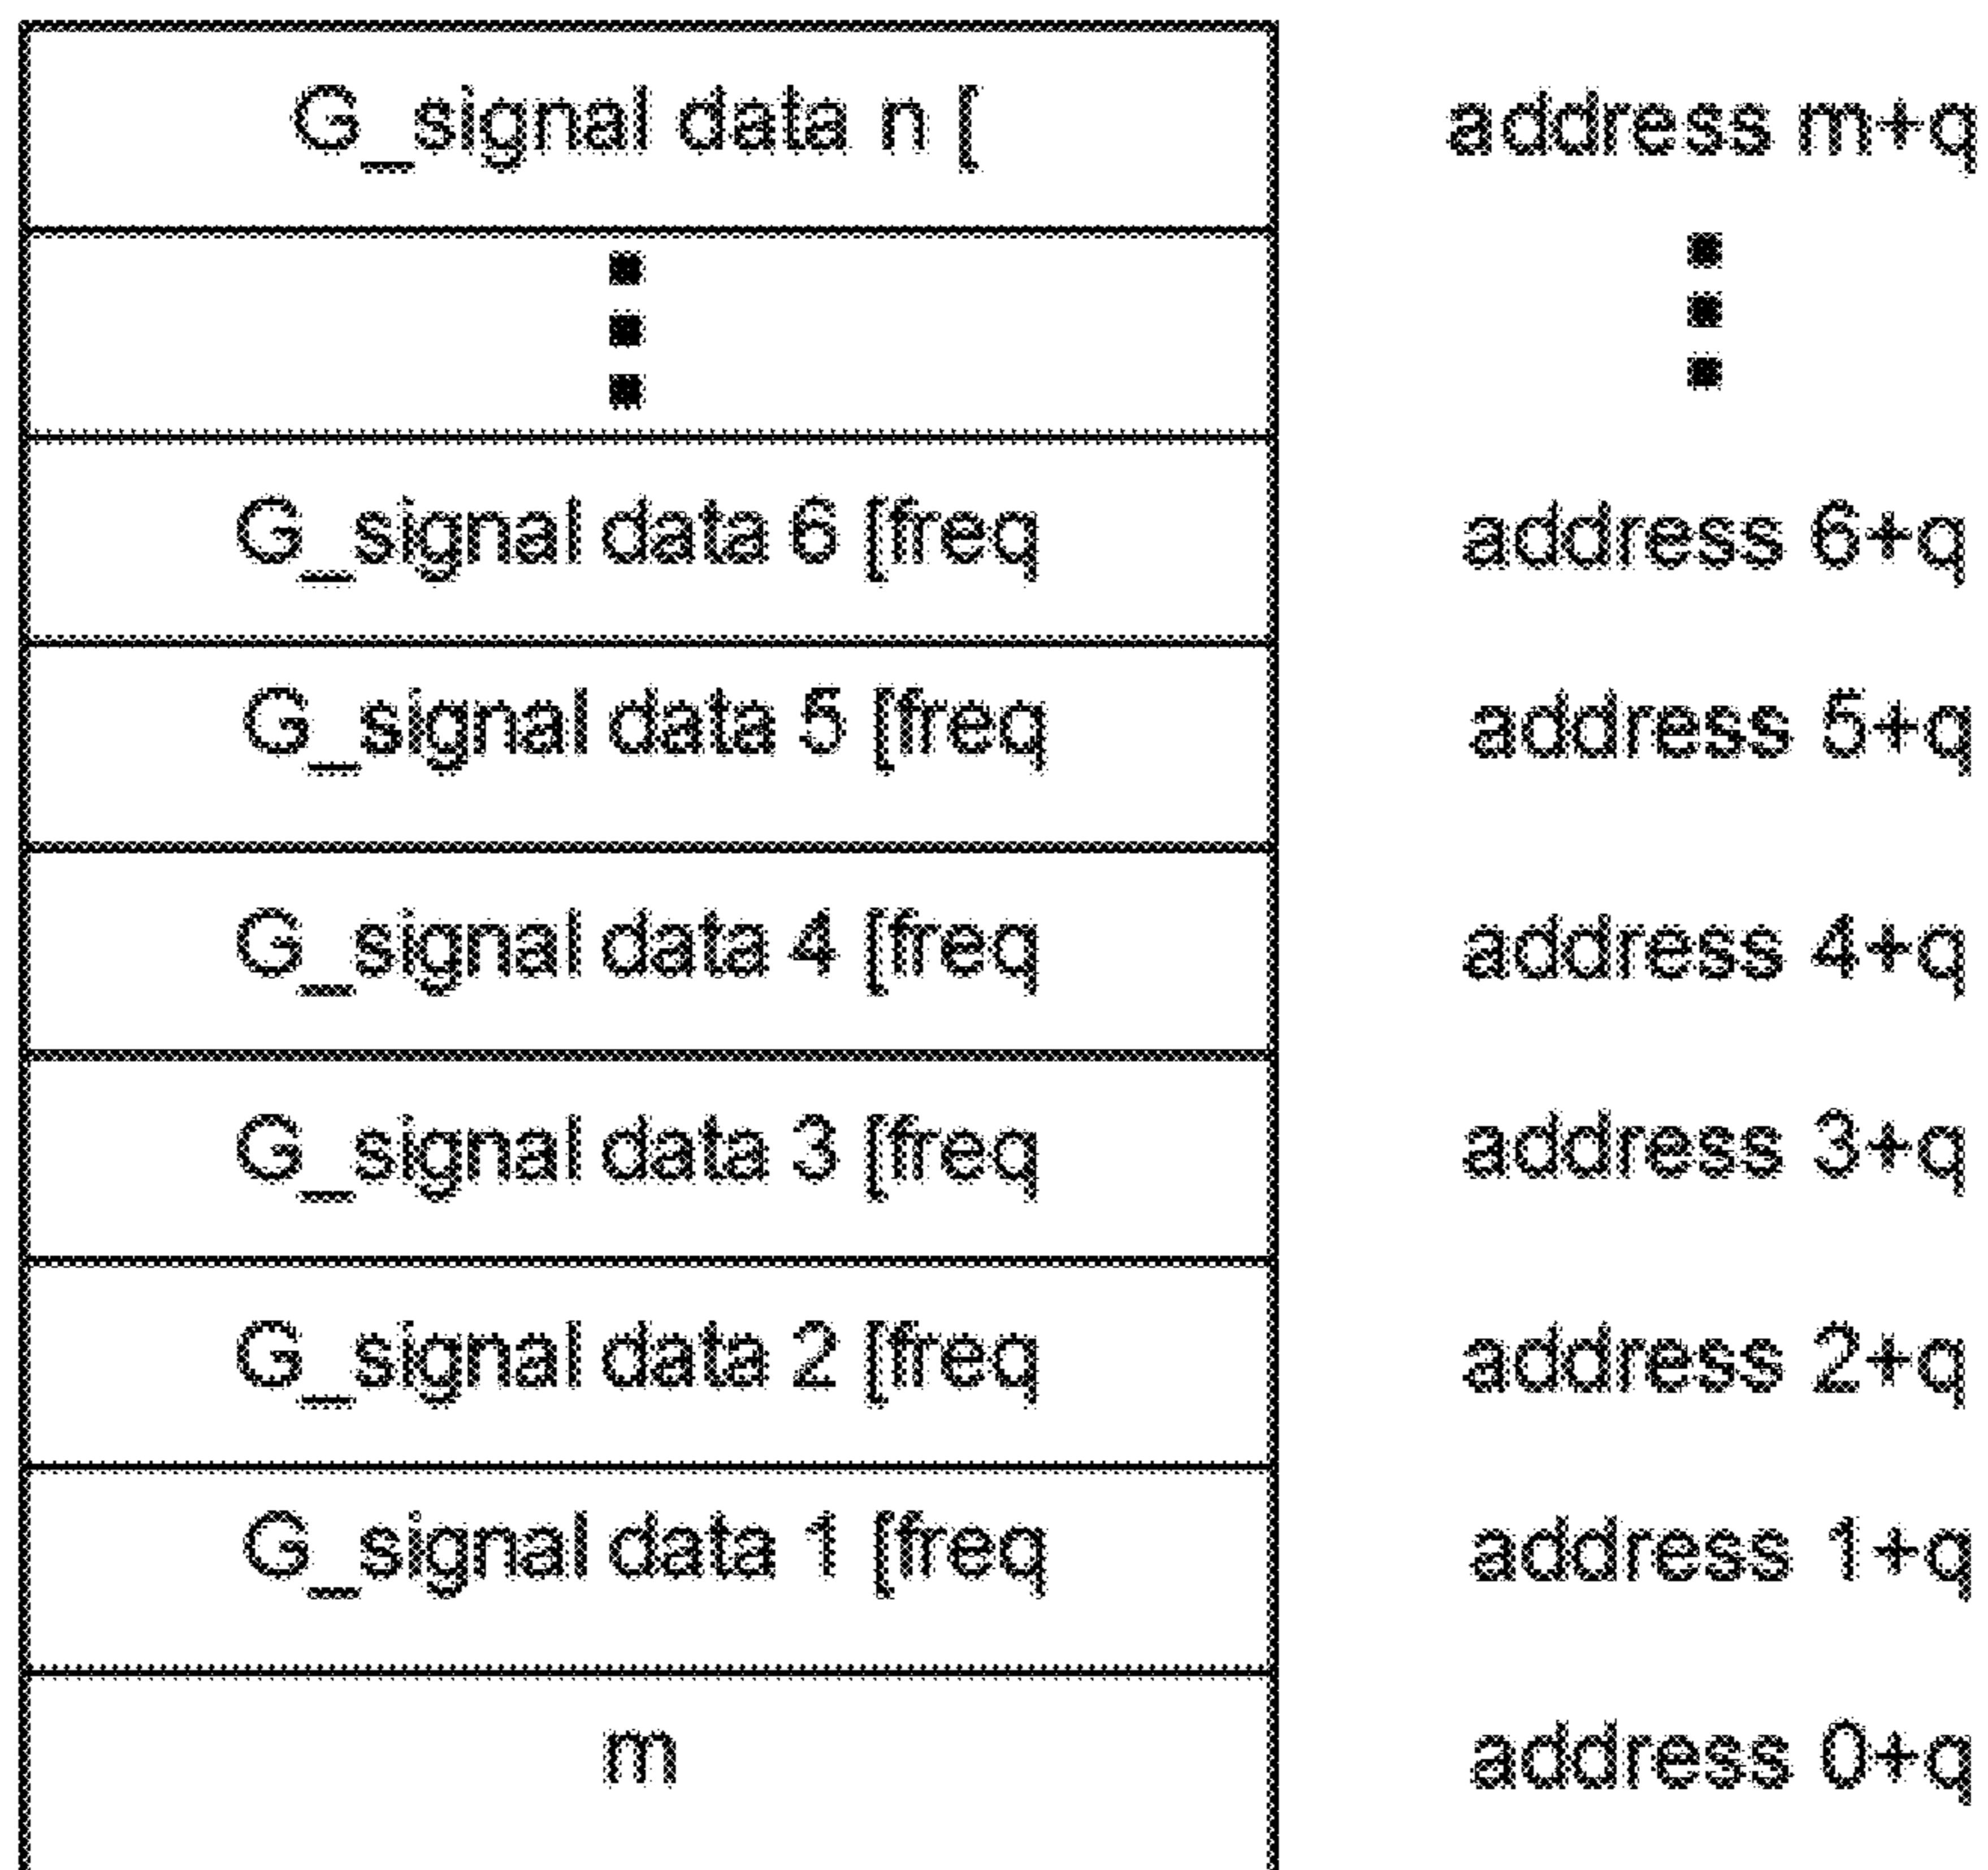 G_signal data n [ address m+q
G_signal data 6 [freq address 6+q
G_signal data 5 [freq address 5+q
G_signal data 4 [freq address 4+q
G_signal data 3 [freq address 3+q
G_signal data 2 [freq address 2+q
G_signal data 1 [freq address 1+q
m address 0+q